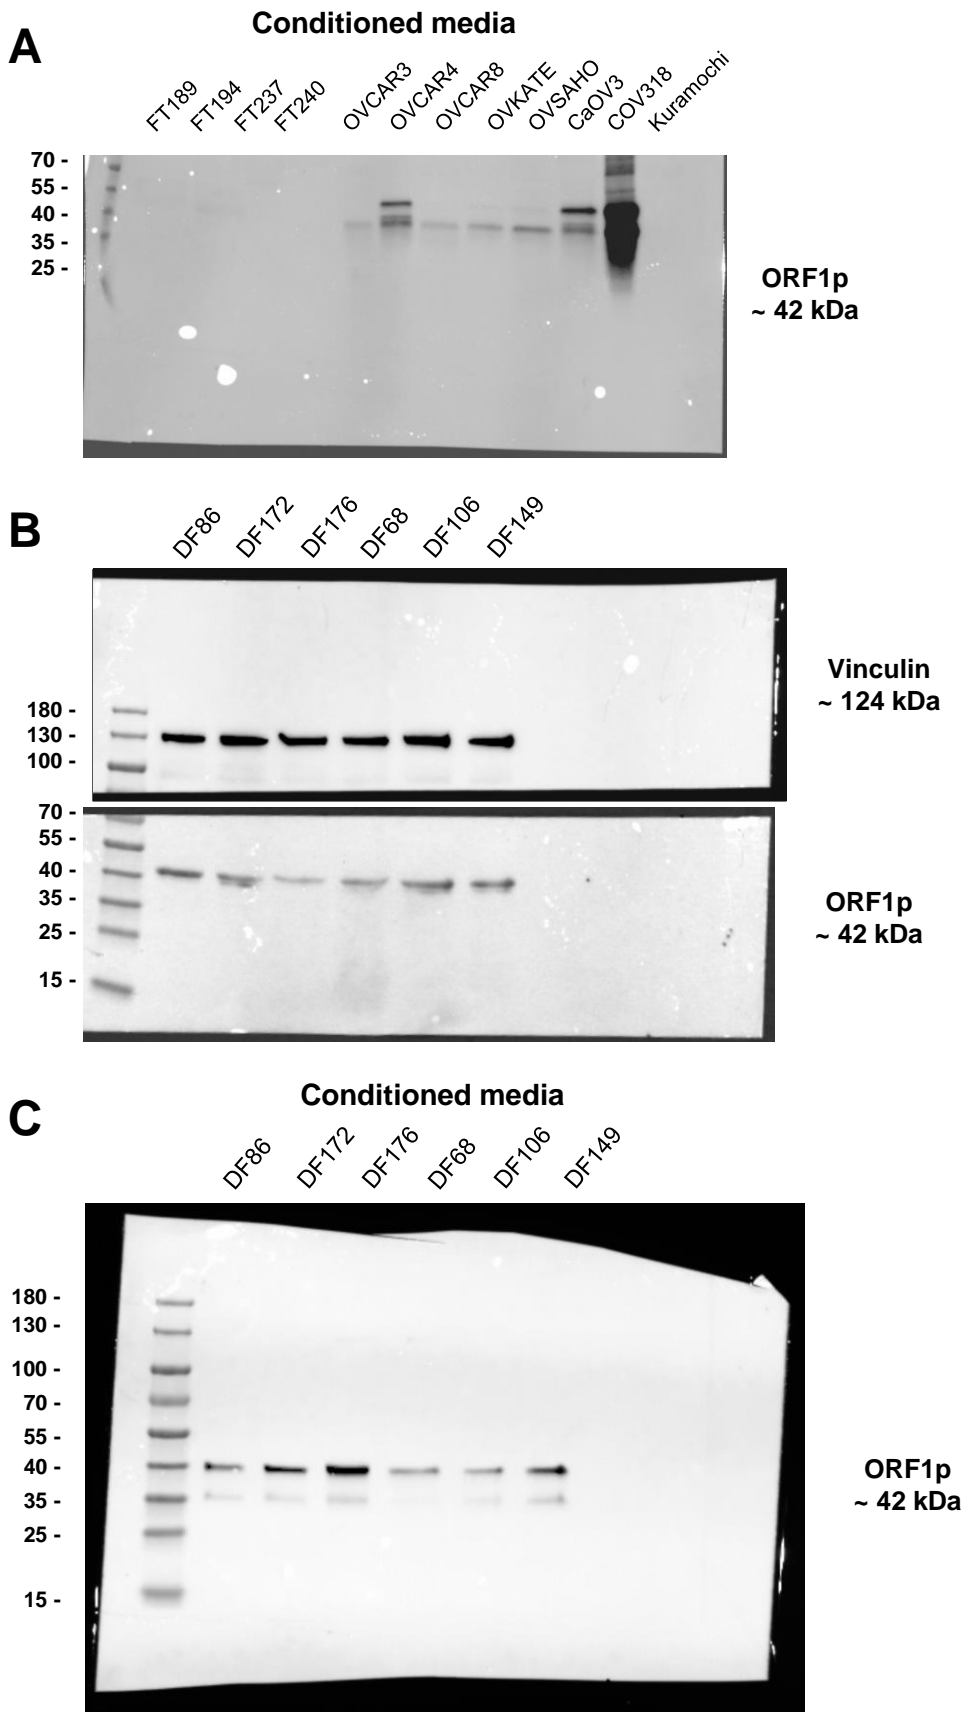 A
Conditioned media
FT189
FT194
FT237
FT240
OVCAR3
OVCAR4
OVCAR8
OVKATE
OVSAHO
CaOV3
COV318
Kuramochi
70 -
55 -
40 -
35 -
25 -
ORF1p
~ 42 kDa
B
DF86
DF172
DF176
DF68
DF106
DF149
180 -
130 -
100 -
Vinculin
~ 124 kDa
70 -
55 -
40 -
35 -
25 -
15 -
ORF1p
~ 42 kDa
C
Conditioned media
DF86
DF172
DF176
DF68
DF106
DF149
180 -
130 -
100 -
70 -
55 -
40 -
35 -
25 -
15 -
ORF1p
~ 42 kDa